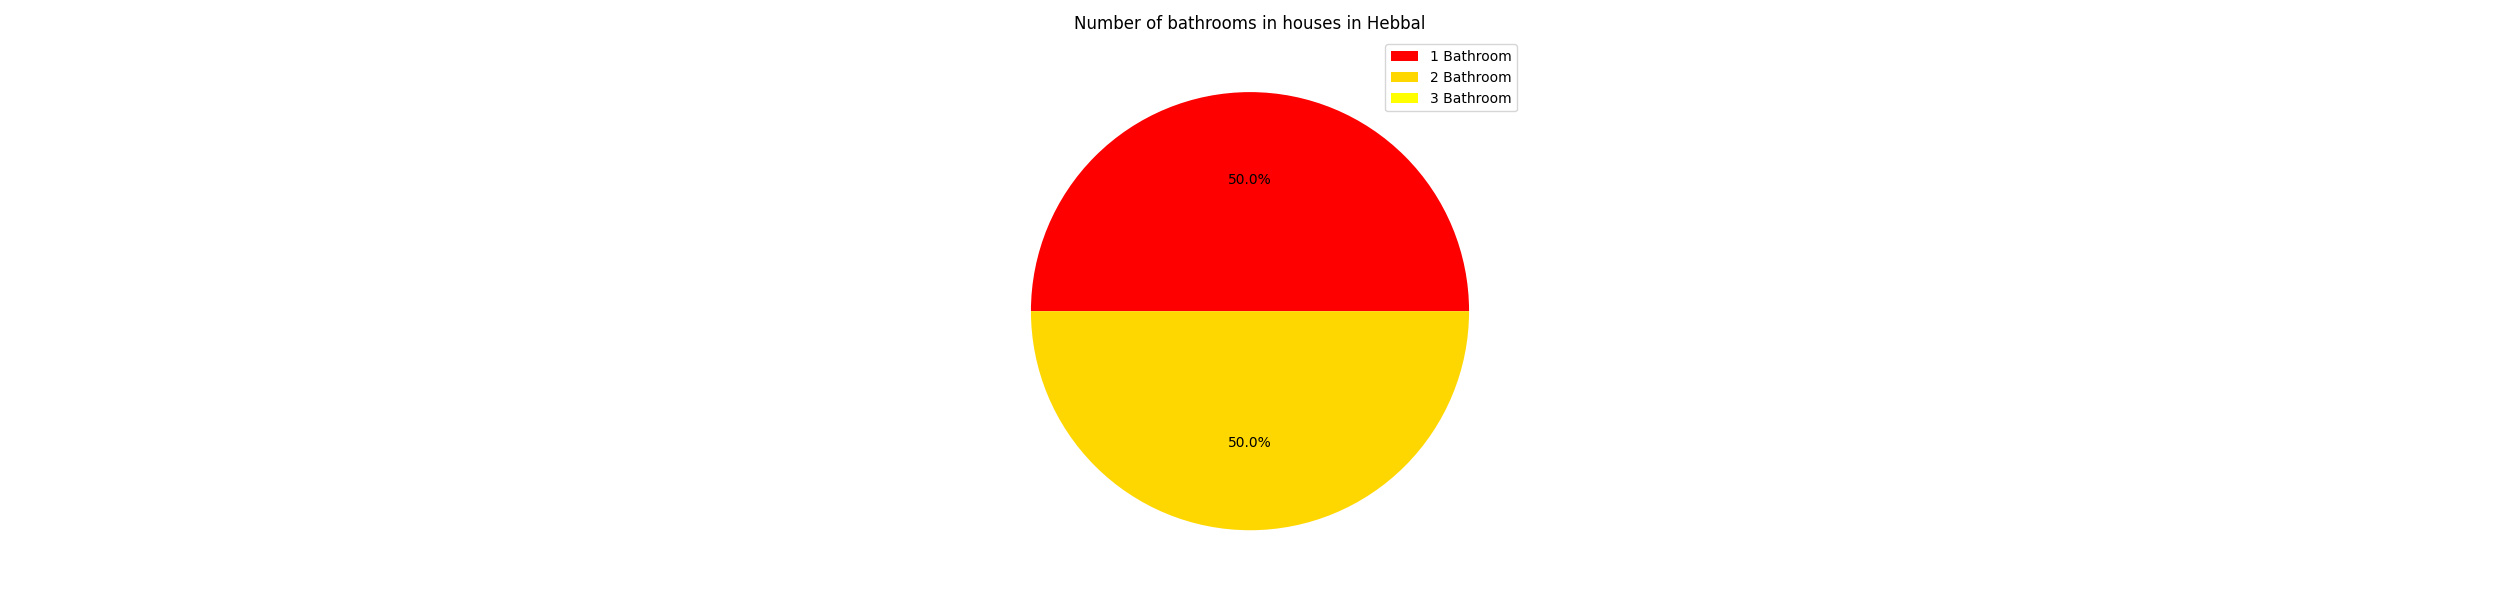 Number of bathrooms in houses in Hebbal
1 Bathroom
2 Bathroom
3 Bathroom
50.0%
50.0%